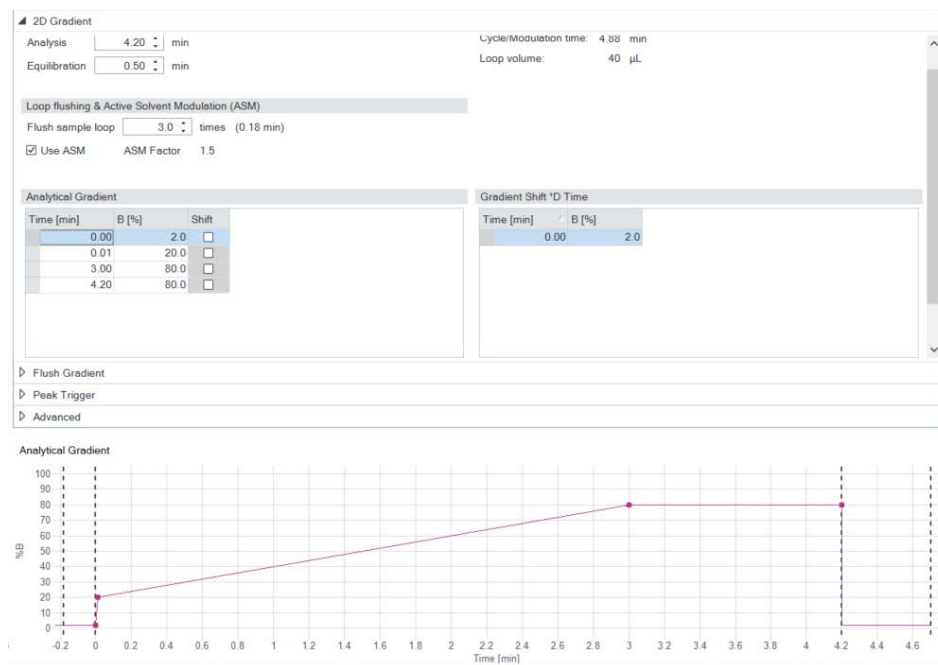 2D Gradient
Analysis 4.20 min
Cycle/Modulation time: 4.88 min
Equilibration 0.50 min
Loop volume: 40 µL
Loop flushing & Active Solvent Modulation (ASM)
Flush sample loop 3.0 times (0.18 min)
Use ASM ASM Factor 1.5
Analytical Gradient
Time [min] B [%] Shift
0.00 2.0
0.01 20.0
3.00 80.0
4.20 80.0
Gradient Shift ¹D Time
Time [min] B [%]
0.00 2.0
Flush Gradient
Peak Trigger
Advanced
Analytical Gradient
100
90
80
70
60
50
40
30
20
10
0
%B
-0.2 0 0.2 0.4 0.6 0.8 1 1.2 1.4 1.6 1.8 2 2.2 2.4 2.6 2.8 3 3.2 3.4 3.6 3.8 4 4.2 4.4 4.6
Time [min]